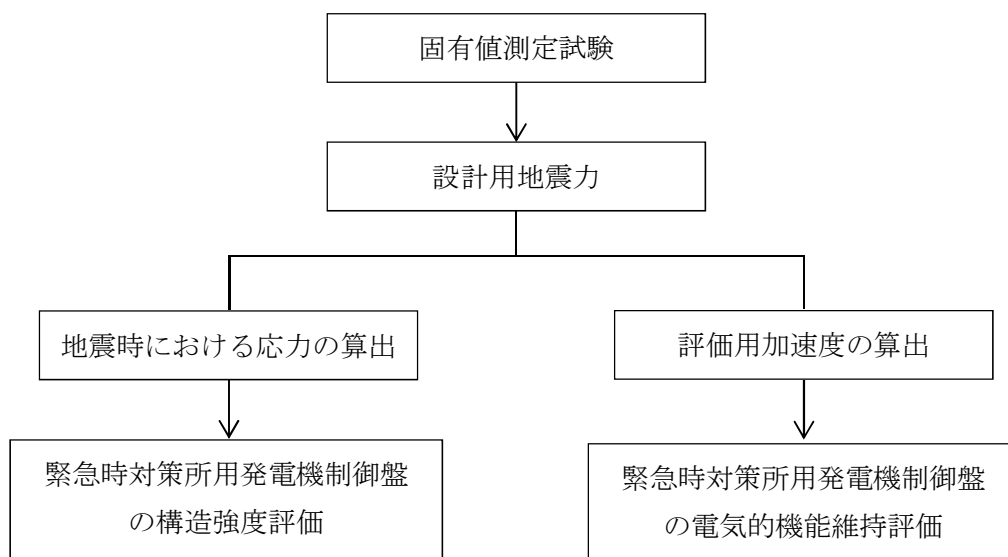 固有値測定試験
設計用地震力
地震時における応力の算出
評価用加速度の算出
緊急時対策所用発電機制御盤
の構造強度評価
緊急時対策所用発電機制御盤
の電気的機能維持評価